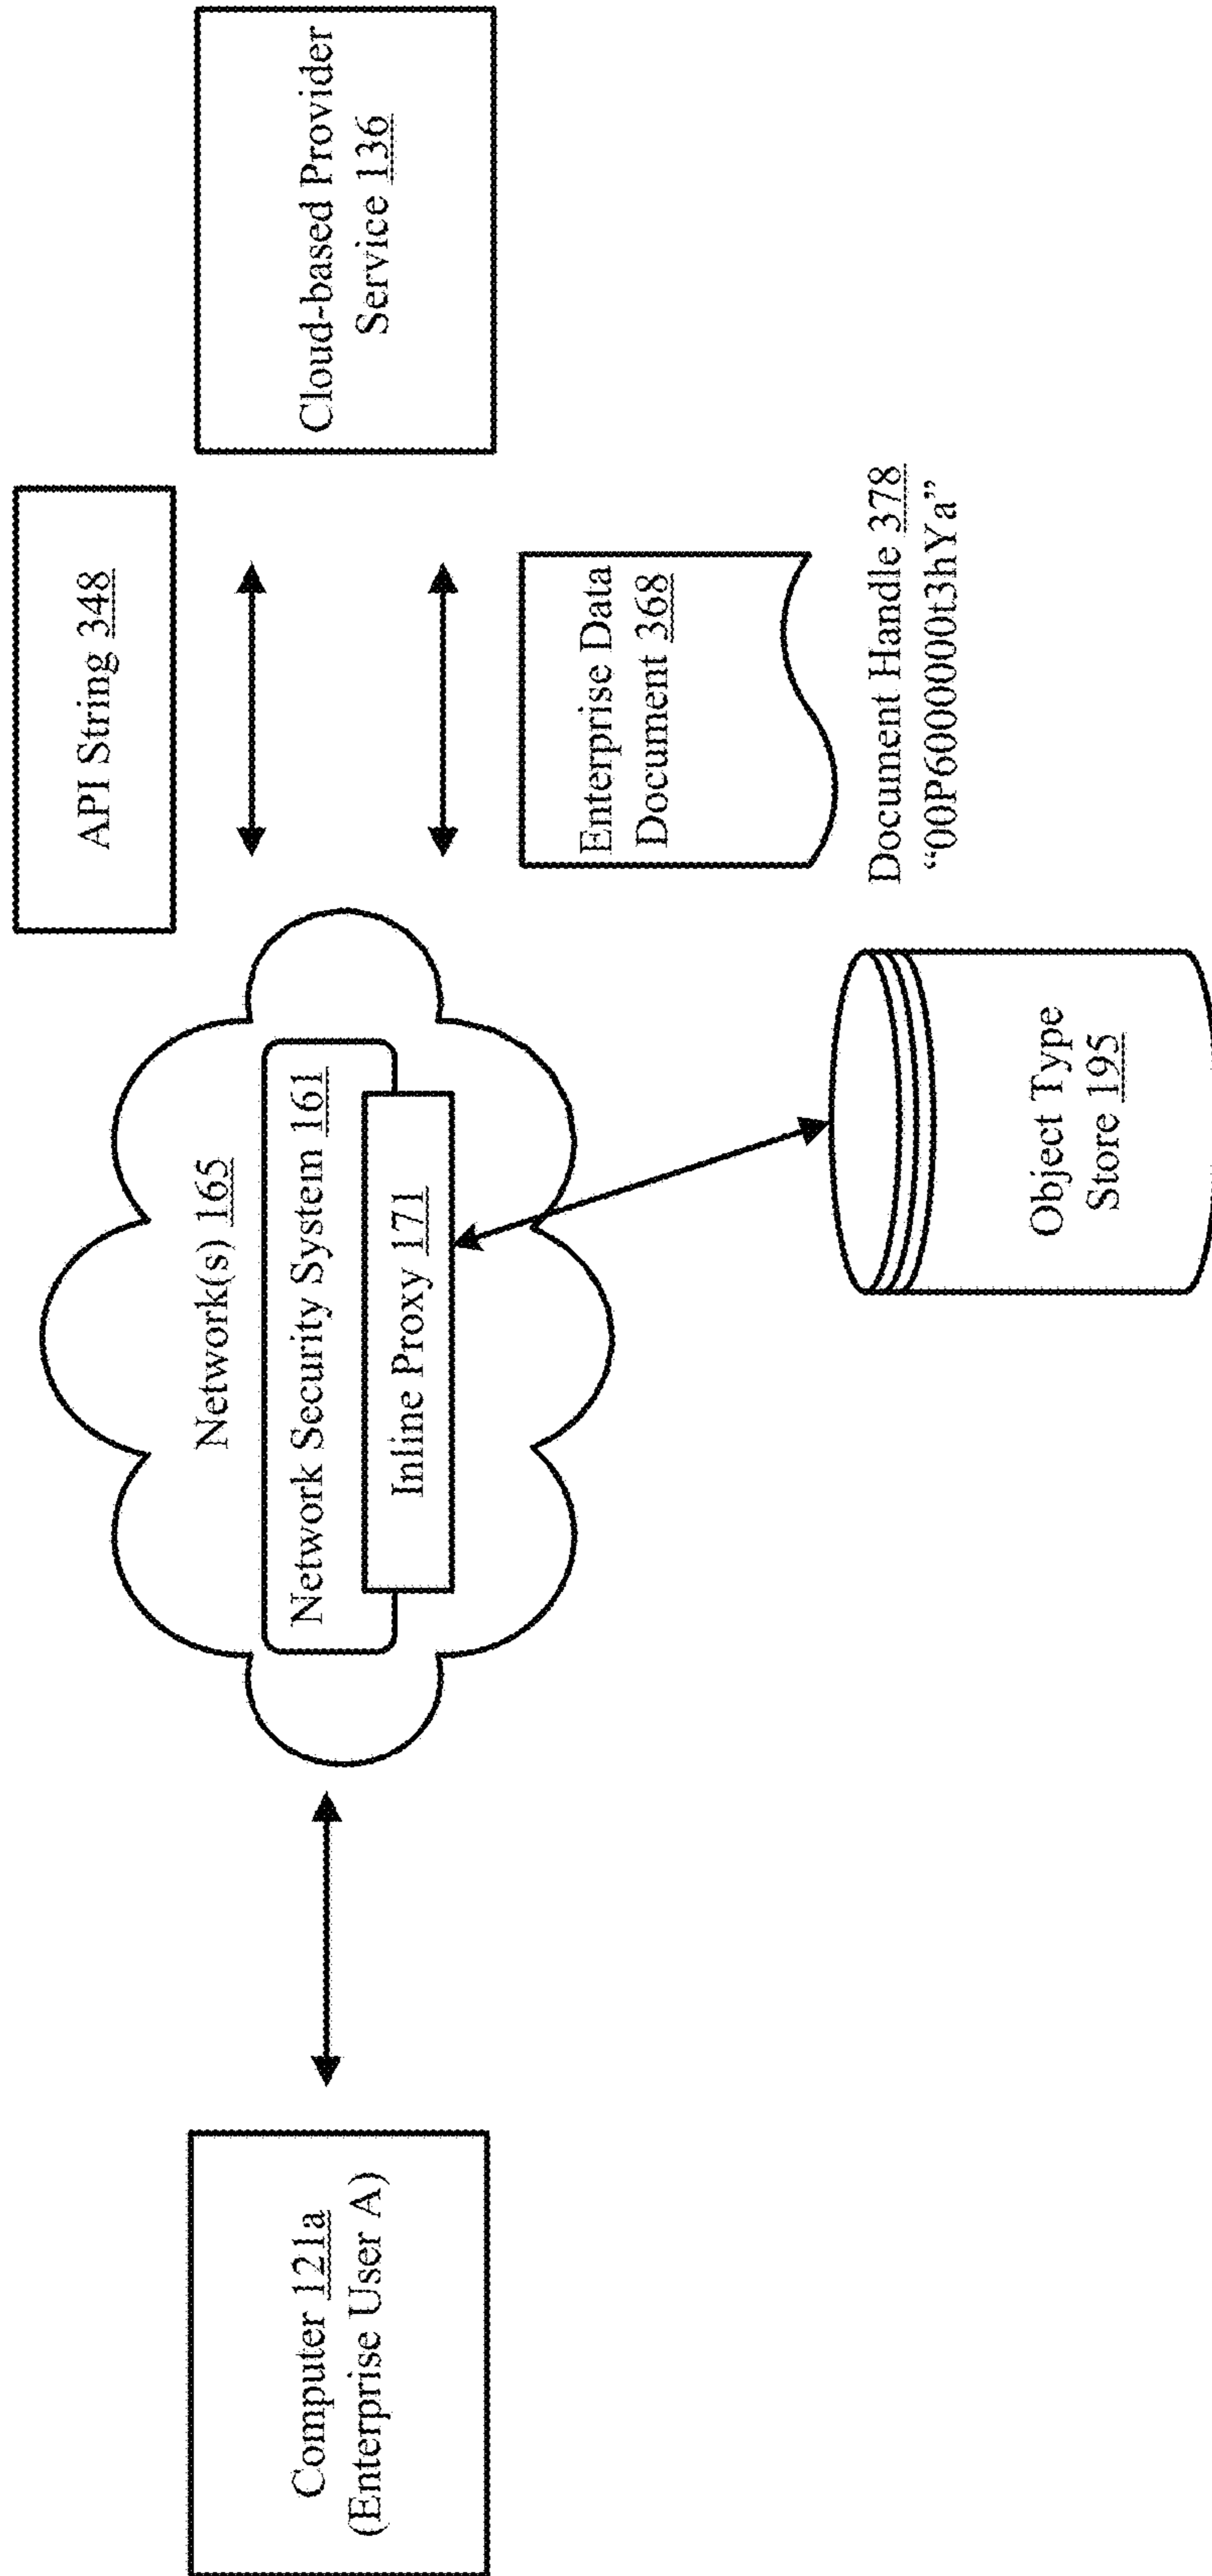 Computer 121a
(Enterprise User A)
Network(s) 165
Network Security System 161
Inline Proxy 171
API String 348
Cloud-based Provider
Service 136
Enterprise Data
Document 368
Document Handle 378
“00P6000000t3hYa”
Object Type
Store 195